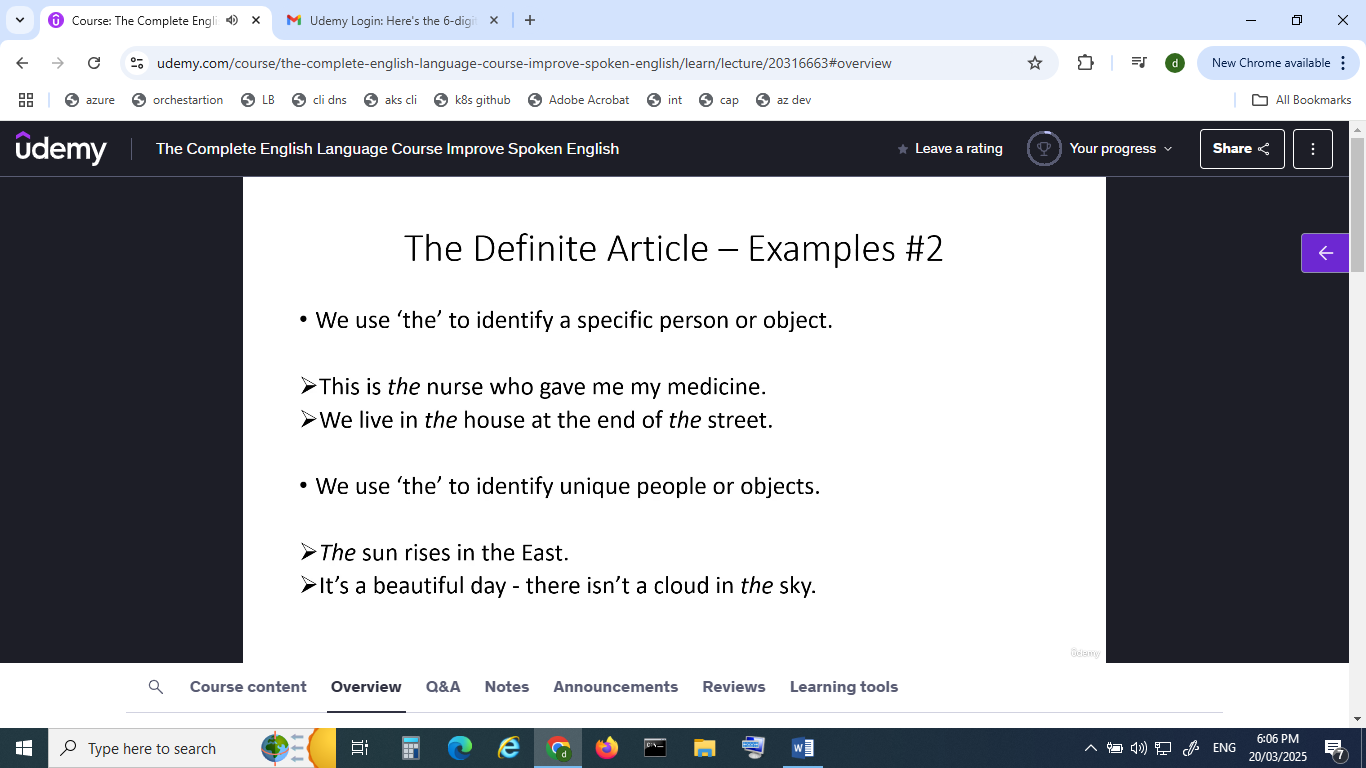 Course: The Complete Engli
Udemy Login: Here's the 6-digi
udemy.com/course/the-complete-english-language-course-improve-spoken-english/learn/lecture/20316663#overview
d
New Chrome available
azure
orchestartion
LB
cli dns
aks cli
k8s github
Adobe Acrobat
int
cap
az dev
All Bookmarks
ûdemy
The Complete English Language Course Improve Spoken English
Leave a rating
Your progress
Share
The Definite Article – Examples #2
• We use ‘the’ to identify a specific person or object.
➢This is the nurse who gave me my medicine.
➢We live in the house at the end of the street.
• We use ‘the’ to identify unique people or objects.
➢The sun rises in the East.
➢It’s a beautiful day - there isn’t a cloud in the sky.
ûdemy
Course content
Overview
Q&A
Notes
Announcements
Reviews
Learning tools
Type here to search
ENG
6:06 PM
20/03/2025
7